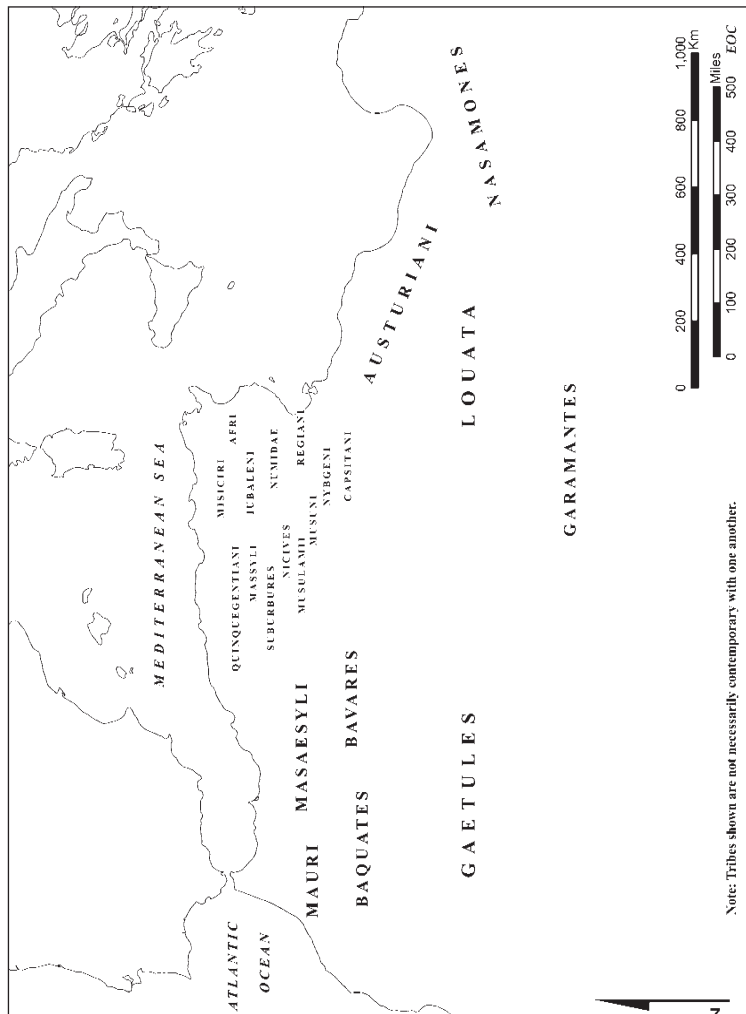 MEDITERRANEAN SEA
ATLANTIC
OCEAN
MISICIRI
AFRI
QUINQUEGENTIANI
JUBALENI
MASSYLI
NUMIDAE
SUBURBURES
NICIVES
REGIANI
MUSULAMII
MUSUNI
NYBGENI
CAPSITANI
MAURI
MASAESYLI
BAQUATES
BAVARES
AUSTURIANI
NASAMONES
GAETULES
LOUATA
GARAMANTES
0 200 400 600 800 1,000
Km
Miles
0 100 200 300 400 500
EOC
Note: Tribes shown are not necessarily contemporary with one another.